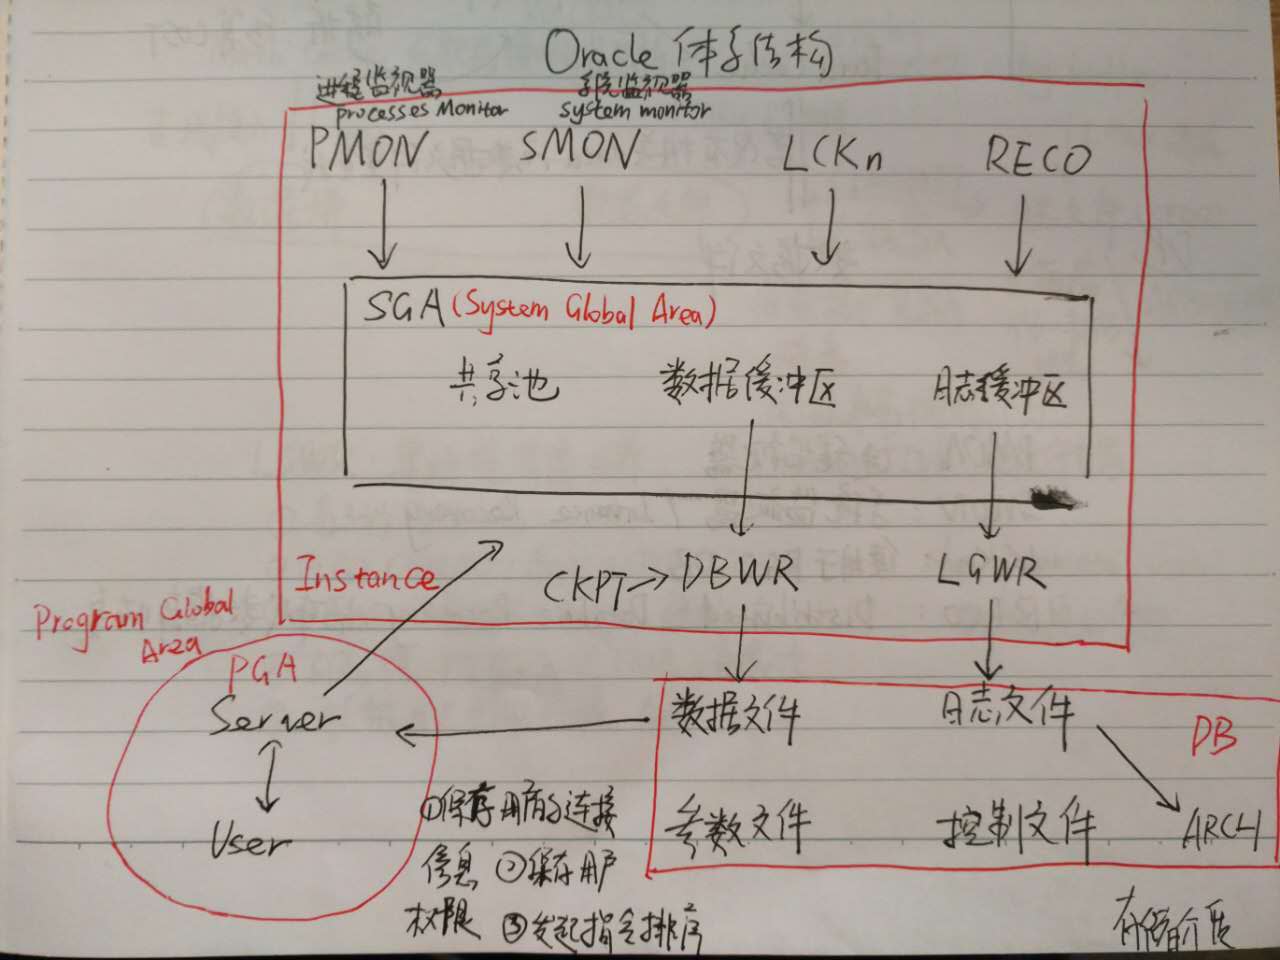 Oracle 体系结构
进程监视器 系统监视器
processes Monitor system monitor
PMON SMON LCKn RECO
SGA (System Global Area)
共享池 数据缓冲区 日志缓冲区
Instance CKPT DBWR LGWR
Program Global
Area
PGA
Server 数据文件 日志文件 DB
User 参数文件 控制文件 ARCH
①保存用户的连接
信息 ②保存用户
权限 ③发起指令排序
存储介质